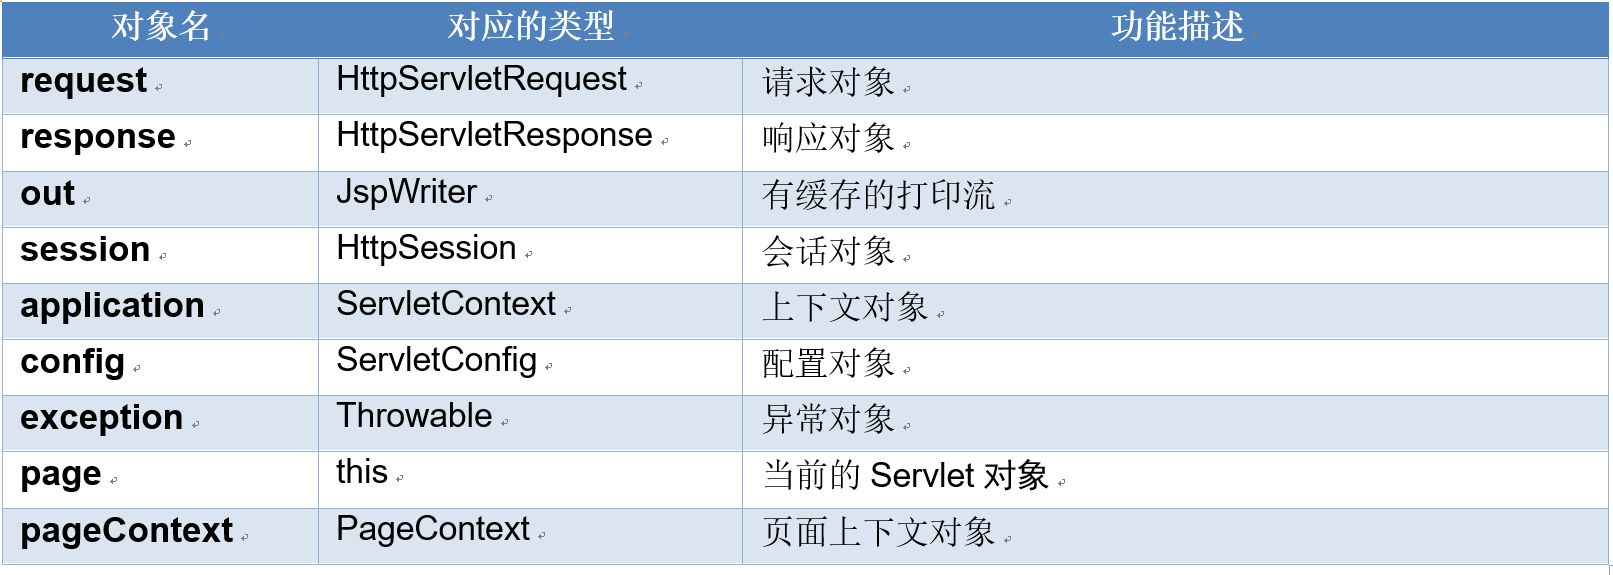 对象名 对应的类型 功能描述
request HttpServletRequest 请求对象
response HttpServletResponse 响应对象
out JspWriter 有缓存的打印流
session HttpSession 会话对象
application ServletContext 上下文对象
config ServletConfig 配置对象
exception Throwable 异常对象
page this 当前的 Servlet 对象
pageContext PageContext 页面上下文对象